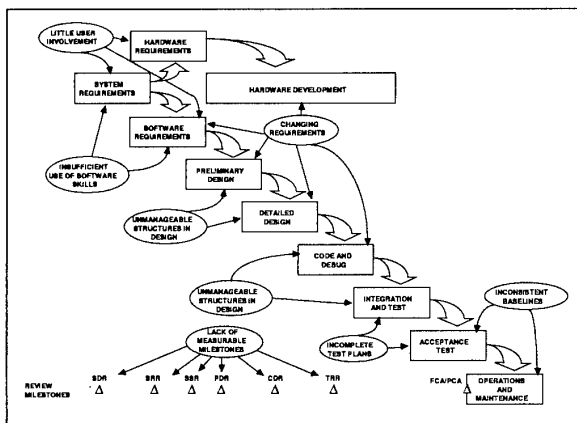 LITTLE USER
INVOLVEMENT
HARDWARE
REQUIREMENTS
SYSTEM
REQUIREMENTS
HARDWARE DEVELOPMENT
SOFTWARE
REQUIREMENTS
CHANGING
REQUIREMENTS
INSUFFICIENT
USE OF SOFTWARE
SKILLS
PRELIMINARY
DESIGN
UNMANAGEABLE
STRUCTURES IN
DESIGN
DETAILED
DESIGN
CODE AND
DEBUG
UNMANAGEABLE
STRUCTURES IN
DESIGN
INTEGRATION
AND TEST
INCONSISTENT
BASELINES
LACK OF
MEASURABLE
MILESTONES
INCOMPLETE
TEST PLANS
ACCEPTANCE
TEST
REVIEW
MILESTONES
SDR
SRR
SSR
PDR
CDR
TRR
FCA/PCA
OPERATIONS
AND
MAINTENANCE